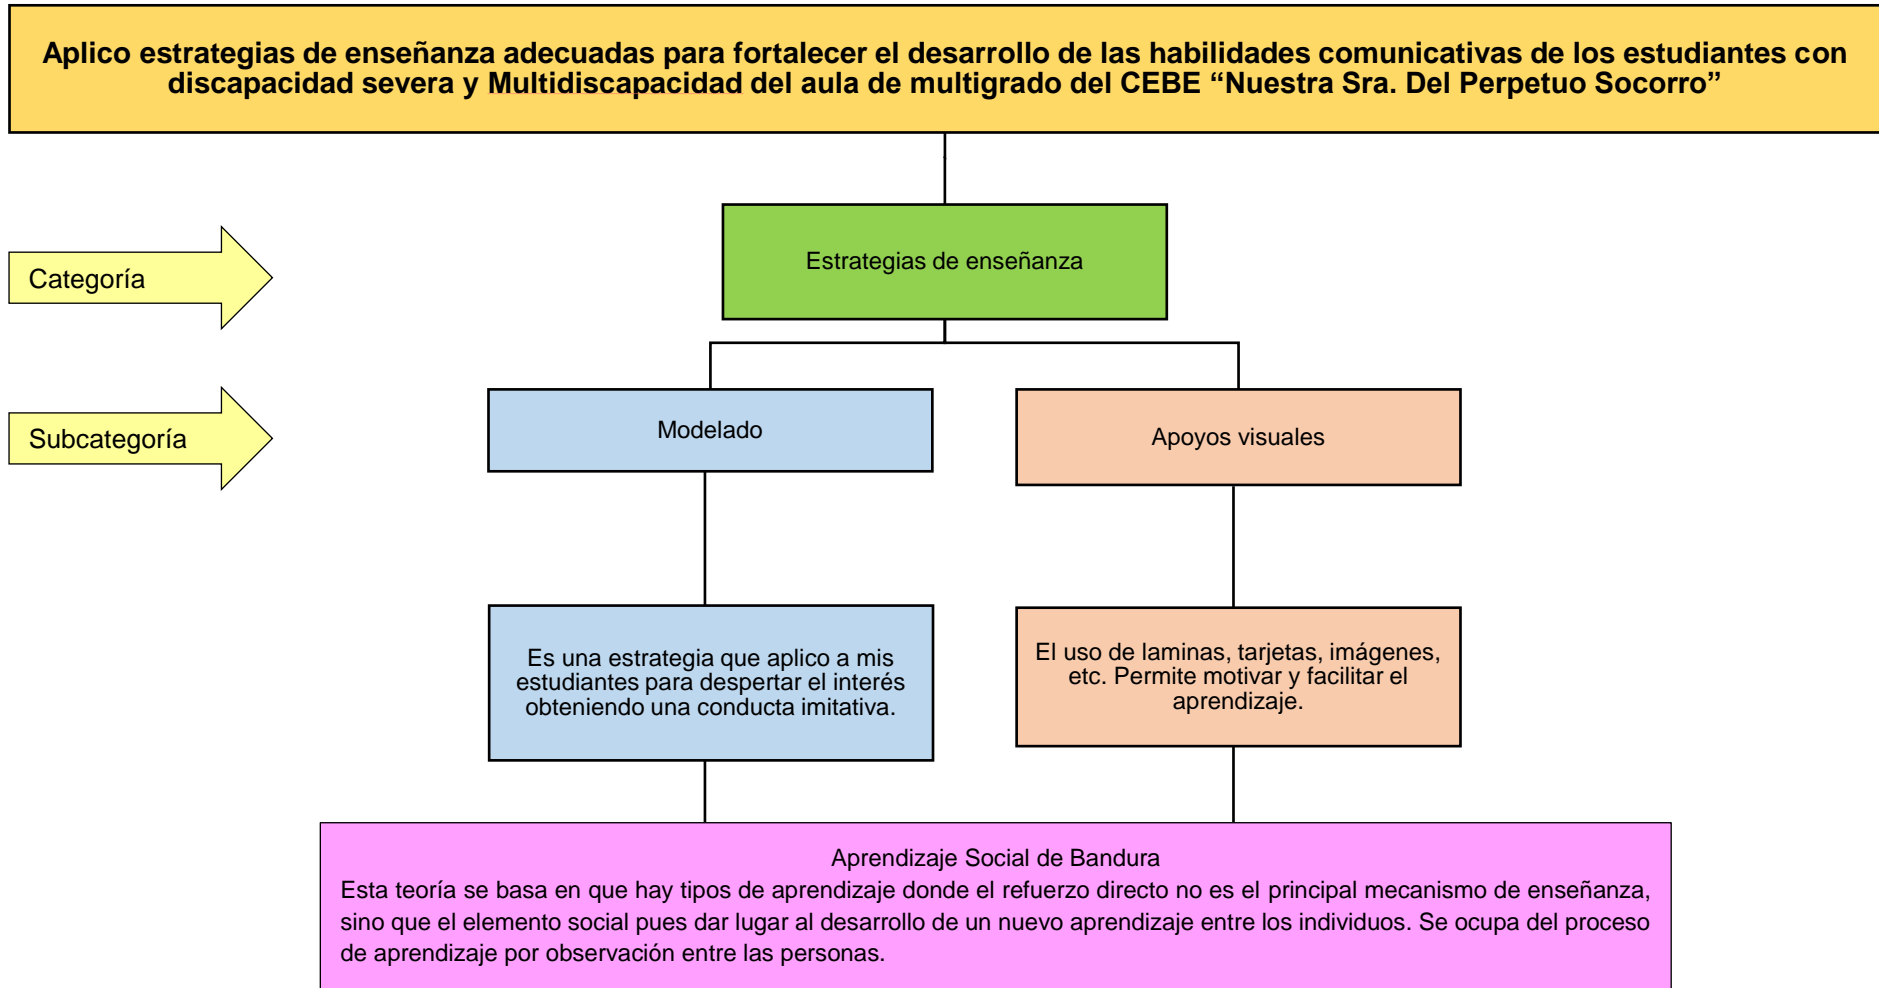 Aplico estrategias de enseñanza adecuadas para fortalecer el desarrollo de las habilidades comunicativas de los estudiantes con
discapacidad severa y Multidiscapacidad del aula de multigrado del CEBE “Nuestra Sra. Del Perpetuo Socorro”
Categoría
Estrategias de enseñanza
Subcategoría
Modelado
Apoyos visuales
Es una estrategia que aplico a mis
estudiantes para despertar el interés
obteniendo una conducta imitativa.
El uso de laminas, tarjetas, imágenes,
etc. Permite motivar y facilitar el
aprendizaje.
Aprendizaje Social de Bandura
Esta teoría se basa en que hay tipos de aprendizaje donde el refuerzo directo no es el principal mecanismo de enseñanza,
sino que el elemento social pues dar lugar al desarrollo de un nuevo aprendizaje entre los individuos. Se ocupa del proceso
de aprendizaje por observación entre las personas.